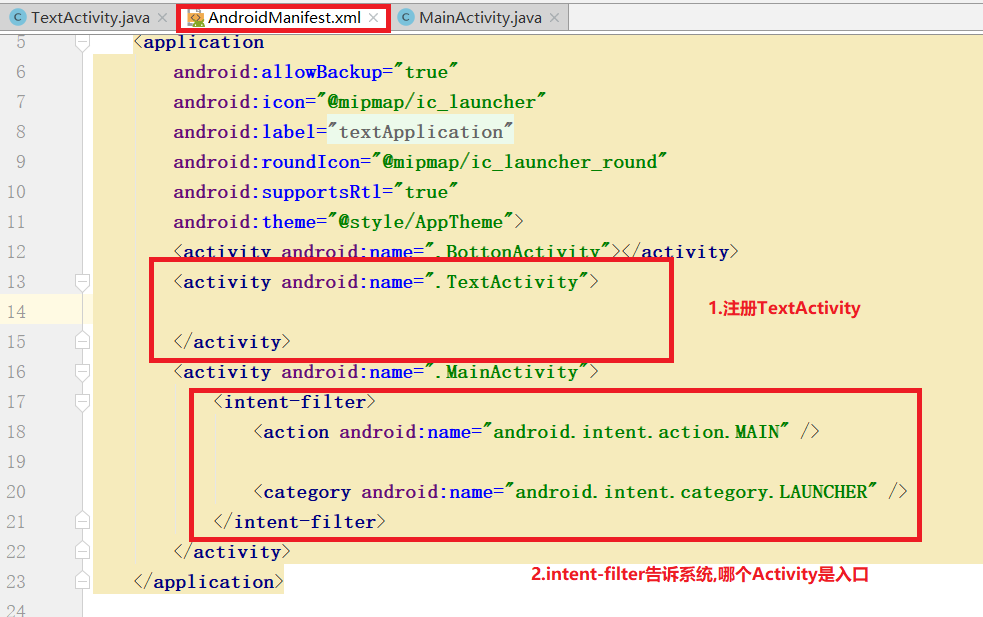 TextActivity.java × AndroidManifest.xml × MainActivity.java ×
5 <application
6 android:allowBackup="true"
7 android:icon="@mipmap/ic_launcher"
8 android:label="textApplication"
9 android:roundIcon="@mipmap/ic_launcher_round"
10 android:supportsRtl="true"
11 android:theme="@style/AppTheme">
12 <activity android:name=".BottonActivity"></activity>
13 <activity android:name=".TextActivity">
1.注册TextActivity
14
15 </activity>
16 <activity android:name=".MainActivity">
17 <intent-filter>
18 <action android:name="android.intent.action.MAIN" />
19
20 <category android:name="android.intent.category.LAUNCHER" />
21 </intent-filter>
22 </activity>
2.intent-filter告诉系统,哪个Activity是入口
23 </application>
24